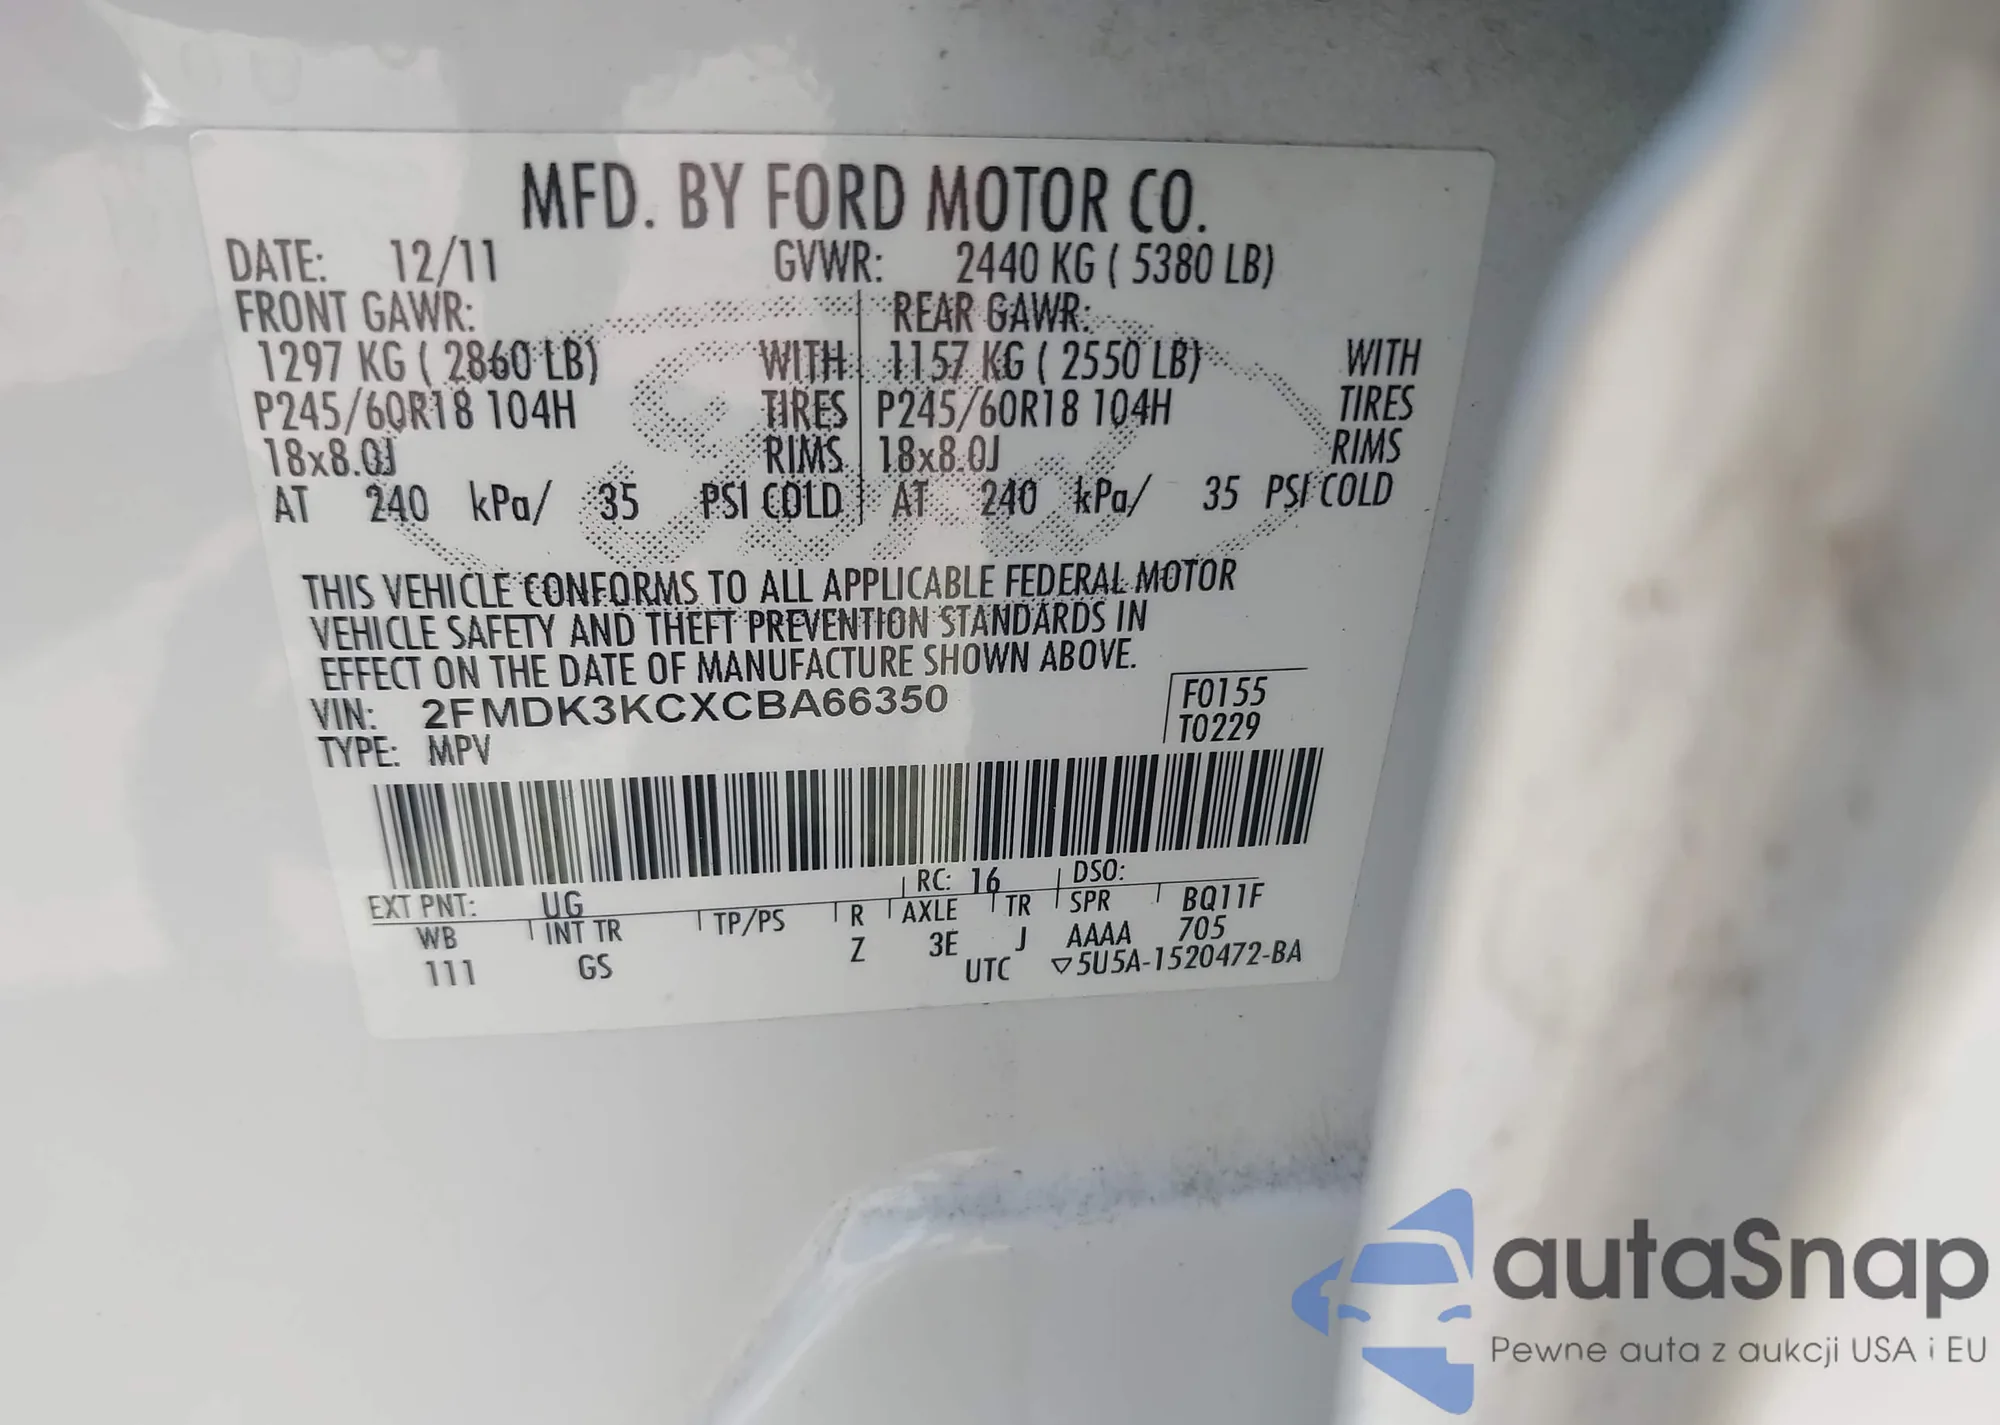 MFD. BY FORD MOTOR CO.
DATE: 12/11 GVWR: 2440 KG ( 5380 LB)
FRONT GAWR: REAR GAWR:
1297 KG ( 2860 LB) WITH 1157 KG ( 2550 LB) WITH
P245/60R18 104H TIRES P245/60R18 104H TIRES
18x8.0J RIMS 18x8.0J RIMS
AT 240 kPa/ 35 PSI COLD AT 240 kPa/ 35 PSI COLD
THIS VEHICLE CONFORMS TO ALL APPLICABLE FEDERAL MOTOR
VEHICLE SAFETY AND THEFT PREVENTION STANDARDS IN
EFFECT ON THE DATE OF MANUFACTURE SHOWN ABOVE.
VIN: 2FMDK3KCXCBA66350 F0155
TYPE: MPV T0229
EXT PNT: UG RC: 16 DSO:
WB INT TR TP/PS R AXLE TR SPR BQ11F
111 GS Z 3E J AAAA 705
UTC ▽5U5A-1520472-BA
autaSnap
Pewne auta z aukcji USA i EU